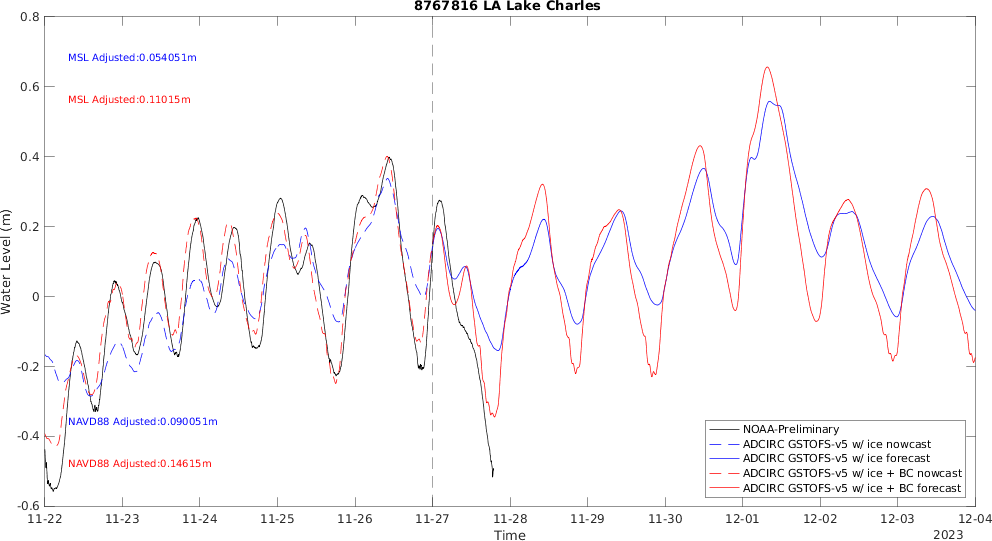 8767816 LA Lake Charles
Water Level (m)
0.8
0.6
0.4
0.2
0
-0.2
-0.4
-0.6
MSL Adjusted:0.054051m
MSL Adjusted:0.11015m
NAVD88 Adjusted:0.090051m
NAVD88 Adjusted:0.14615m
NOAA-Preliminary
ADCIRC GSTOFS-v5 w/ ice nowcast
ADCIRC GSTOFS-v5 w/ ice forecast
ADCIRC GSTOFS-v5 w/ ice + BC nowcast
ADCIRC GSTOFS-v5 w/ ice + BC forecast
11-22 11-23 11-24 11-25 11-26 11-27 11-28 11-29 11-30 12-01 12-02 12-03 12-04
Time
2023